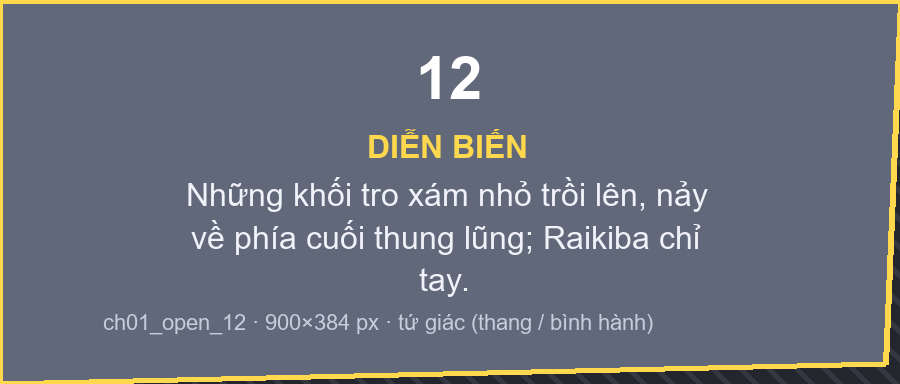 12
DIỄN BIẾN
Những khối tro xám nhỏ trồi lên, nảy
về phía cuối thung lũng; Raikiba chỉ
tay.
ch01_open_12 · 900×384 px · tứ giác (thang / bình hành)